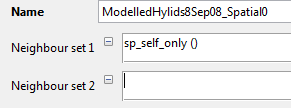 Name ModelledHylids8Sep08_Spatial0
Neighbour set 1 sp_self_only ()
Neighbour set 2